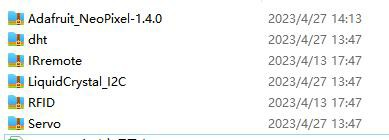 Adafruit_NeoPixel-1.4.0 2023/4/27 14:13
dht 2023/4/27 13:47
IRremote 2023/4/13 17:47
LiquidCrystal_I2C 2023/4/27 13:47
RFID 2023/4/13 17:47
Servo 2023/4/27 13:47